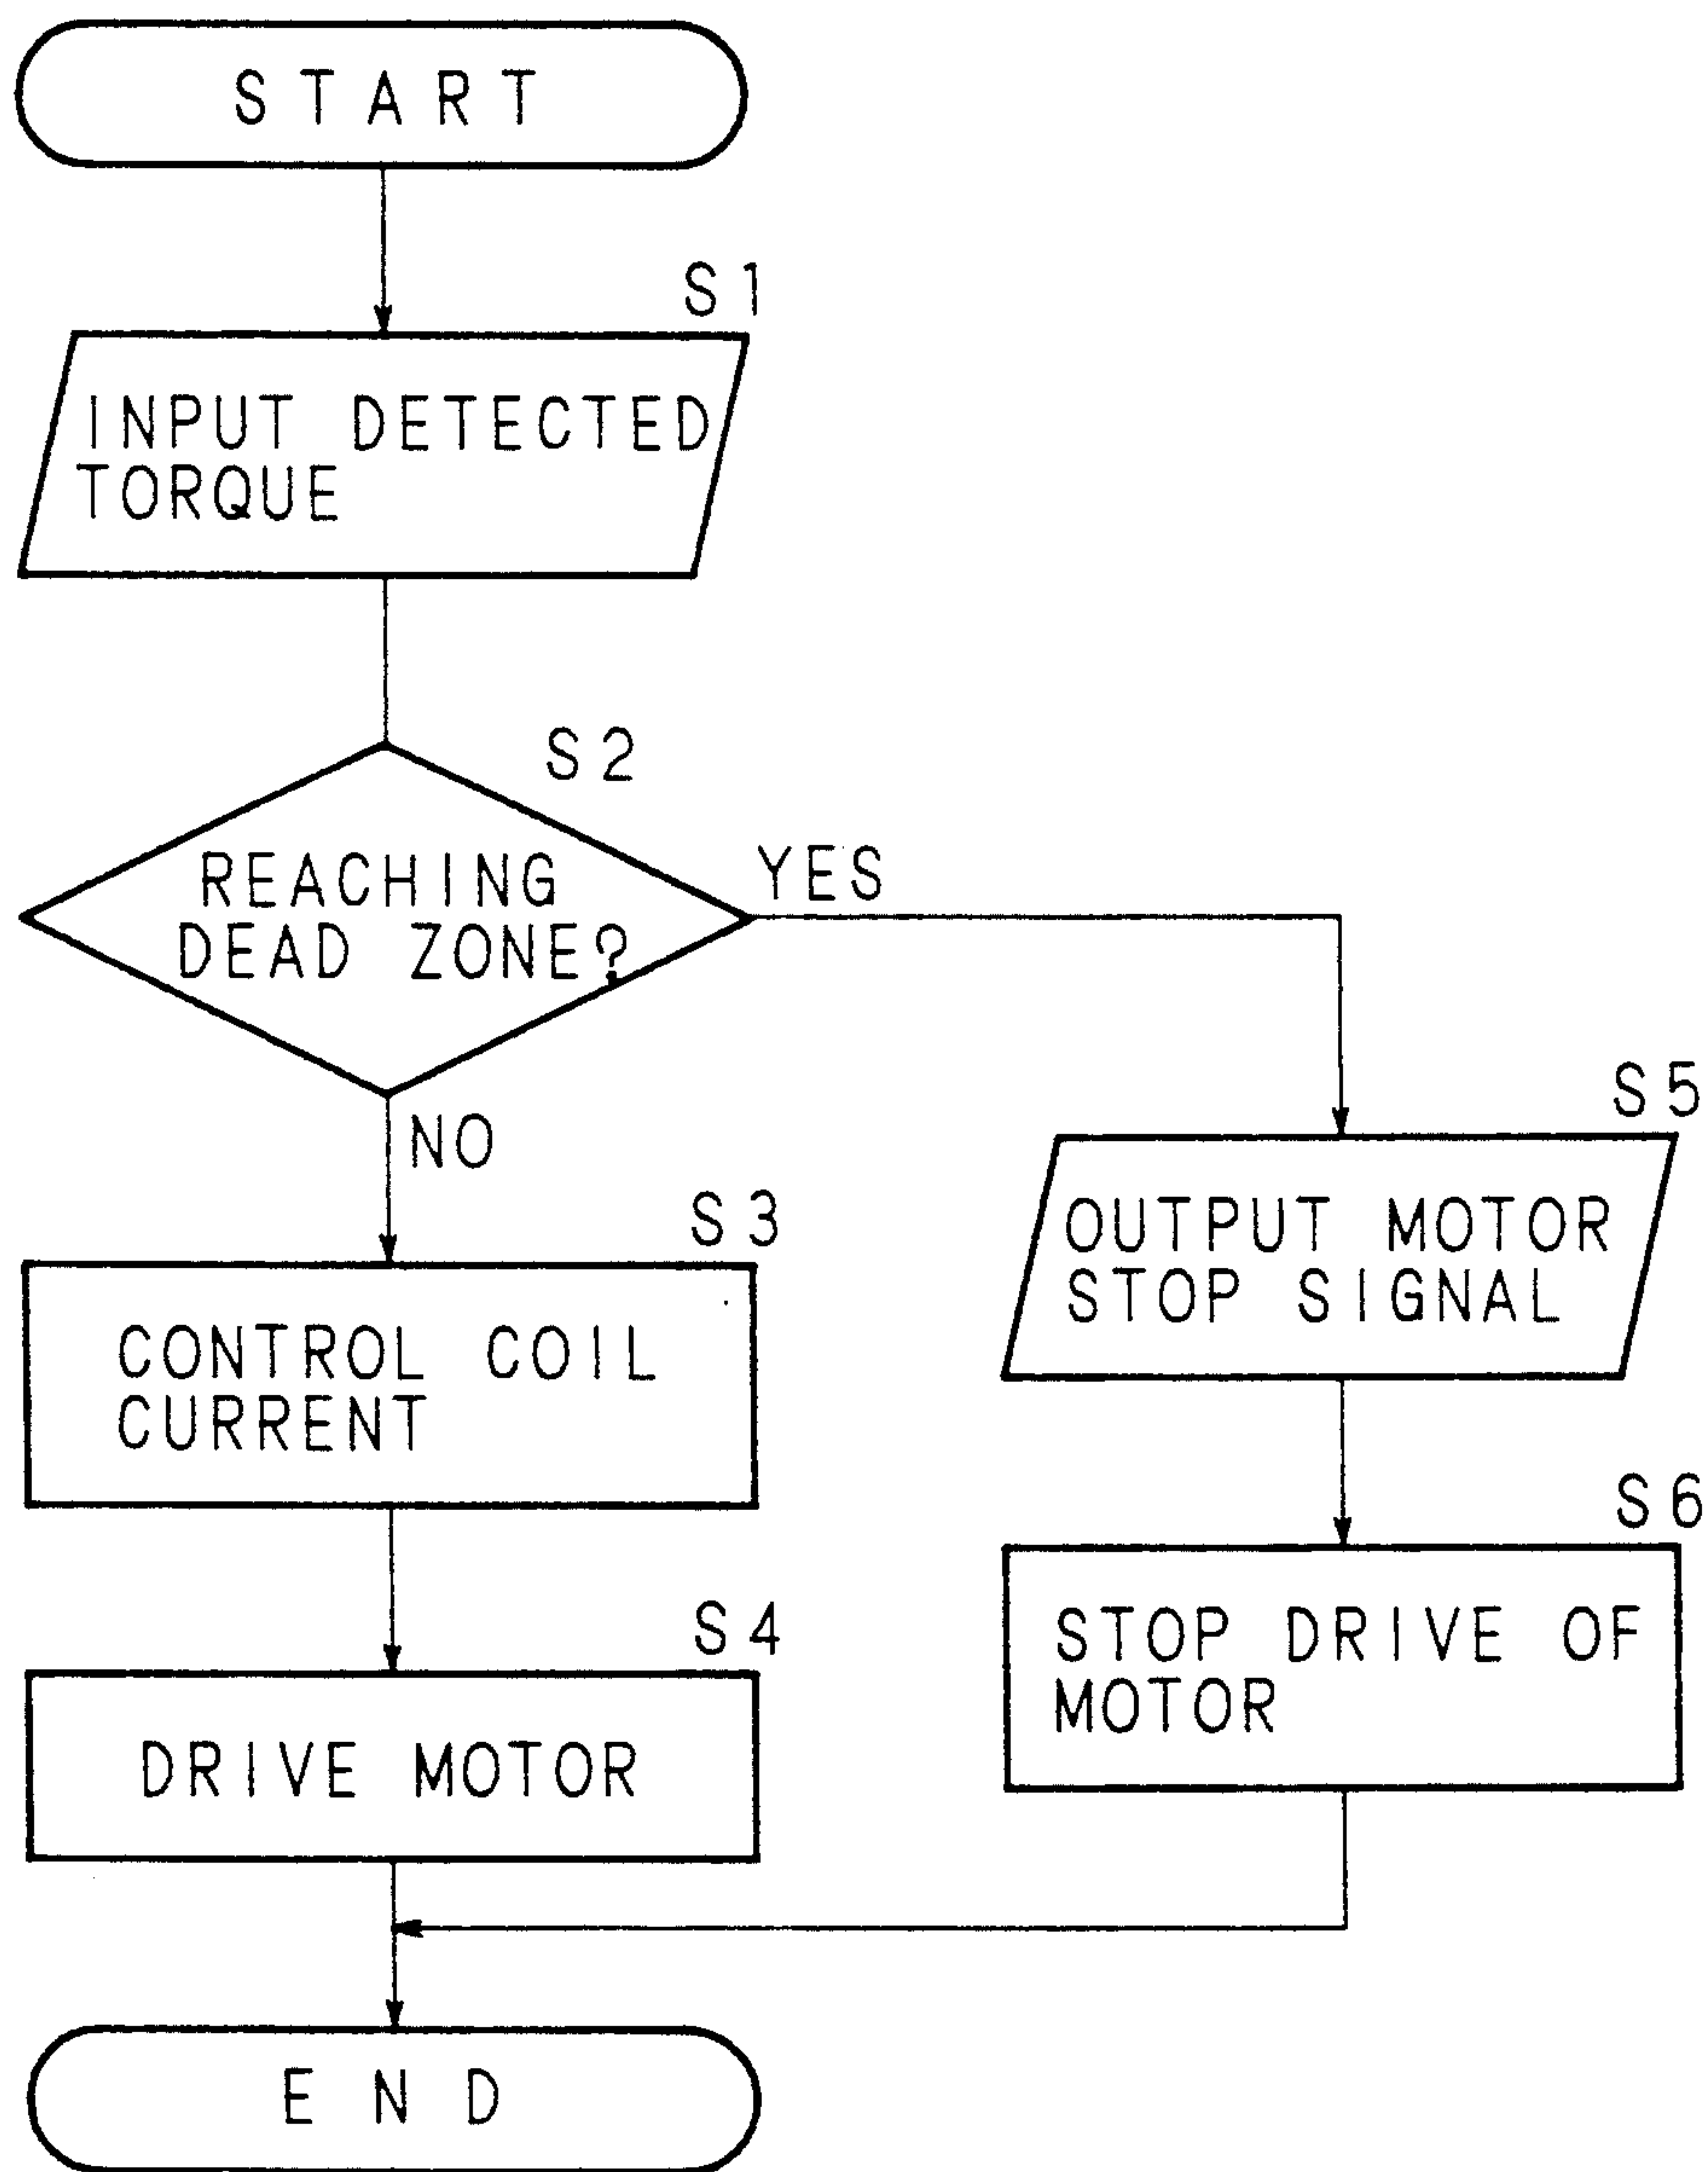 START
S1
INPUT DETECTED
TORQUE
S2
REACHING
DEAD ZONE?
YES
NO
S3
CONTROL COIL
CURRENT
S4
DRIVE MOTOR
S5
OUTPUT MOTOR
STOP SIGNAL
S6
STOP DRIVE OF
MOTOR
END